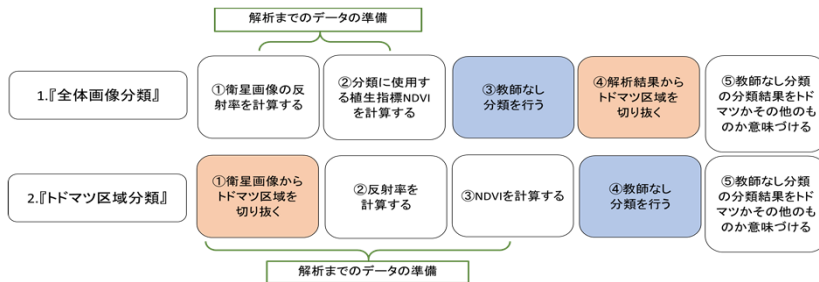 解析までのデータの準備
1.『全体画像分類』
①衛星画像の反
射率を計算する
②分類に使用す
る植生指標NDVI
を計算する
③教師なし
分類を行う
④解析結果から
トドマツ区域を
切り抜く
⑤教師なし分類
の分類結果をトド
マツかその他のも
のか意味づける
2.『トドマツ区域分類』
①衛星画像から
トドマツ区域を
切り抜く
②反射率を
計算する
③NDVIを計算する
④教師なし
分類を行う
⑤教師なし分類
の分類結果をトド
マツかその他のも
のか意味づける
解析までのデータの準備